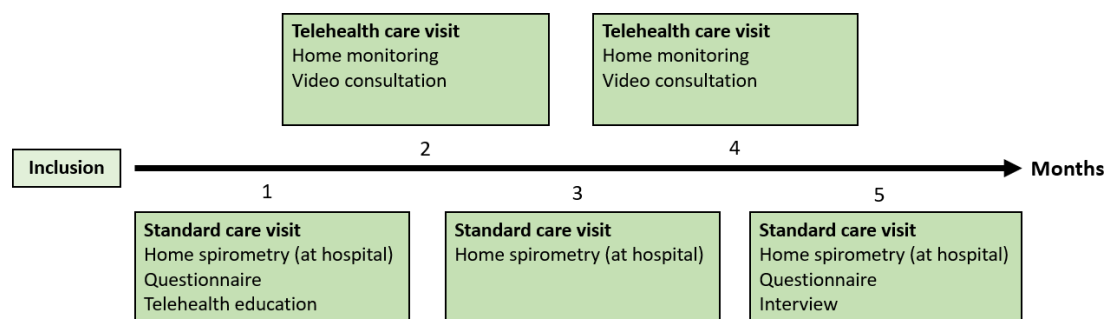 Telehealth care visit
Home monitoring
Video consultation
Telehealth care visit
Home monitoring
Video consultation
2
4
Inclusion
Months
1
3
5
Standard care visit
Home spirometry (at hospital)
Questionnaire
Telehealth education
Standard care visit
Home spirometry (at hospital)
Standard care visit
Home spirometry (at hospital)
Questionnaire
Interview